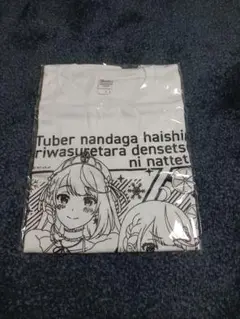 Tuber nandaga haishi
riwasuretara densets
ni nattet